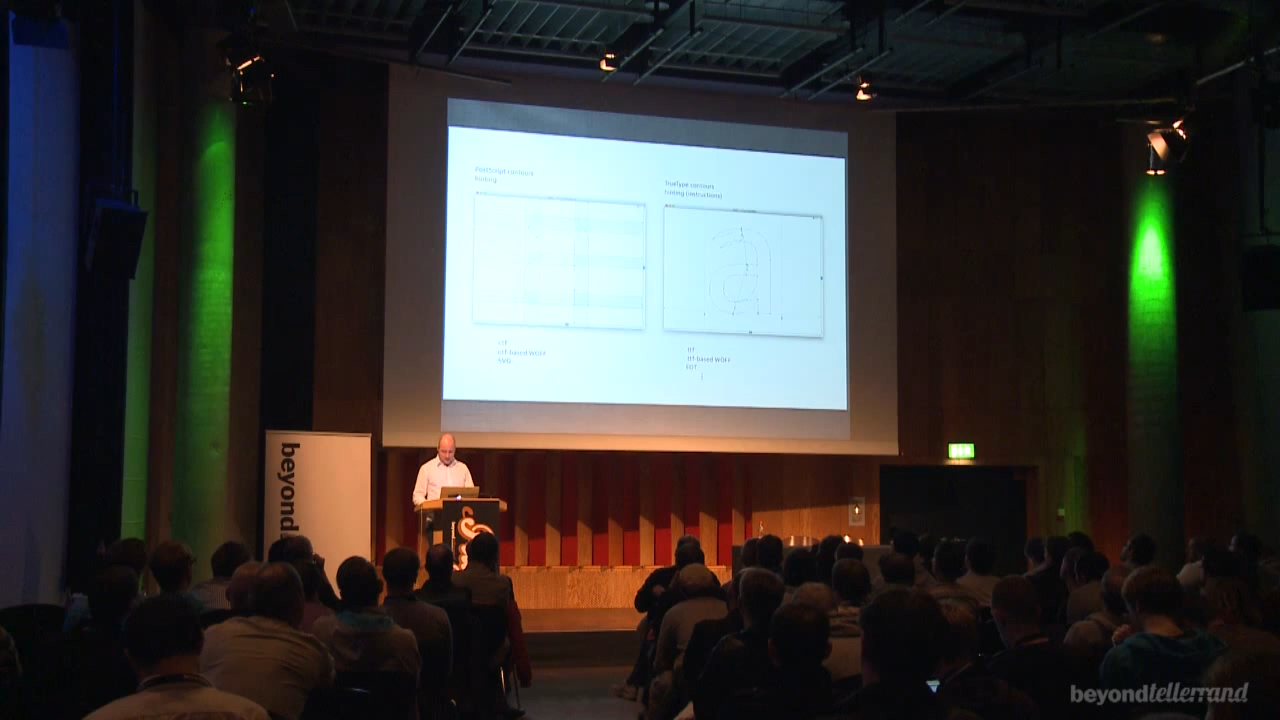 PostScript contours
hinting
TrueType contours
hinting (instructions)
otf
otf-based WOFF
SVG
ttf
ttf-based WOFF
EOT
beyond
beyondtellerrand